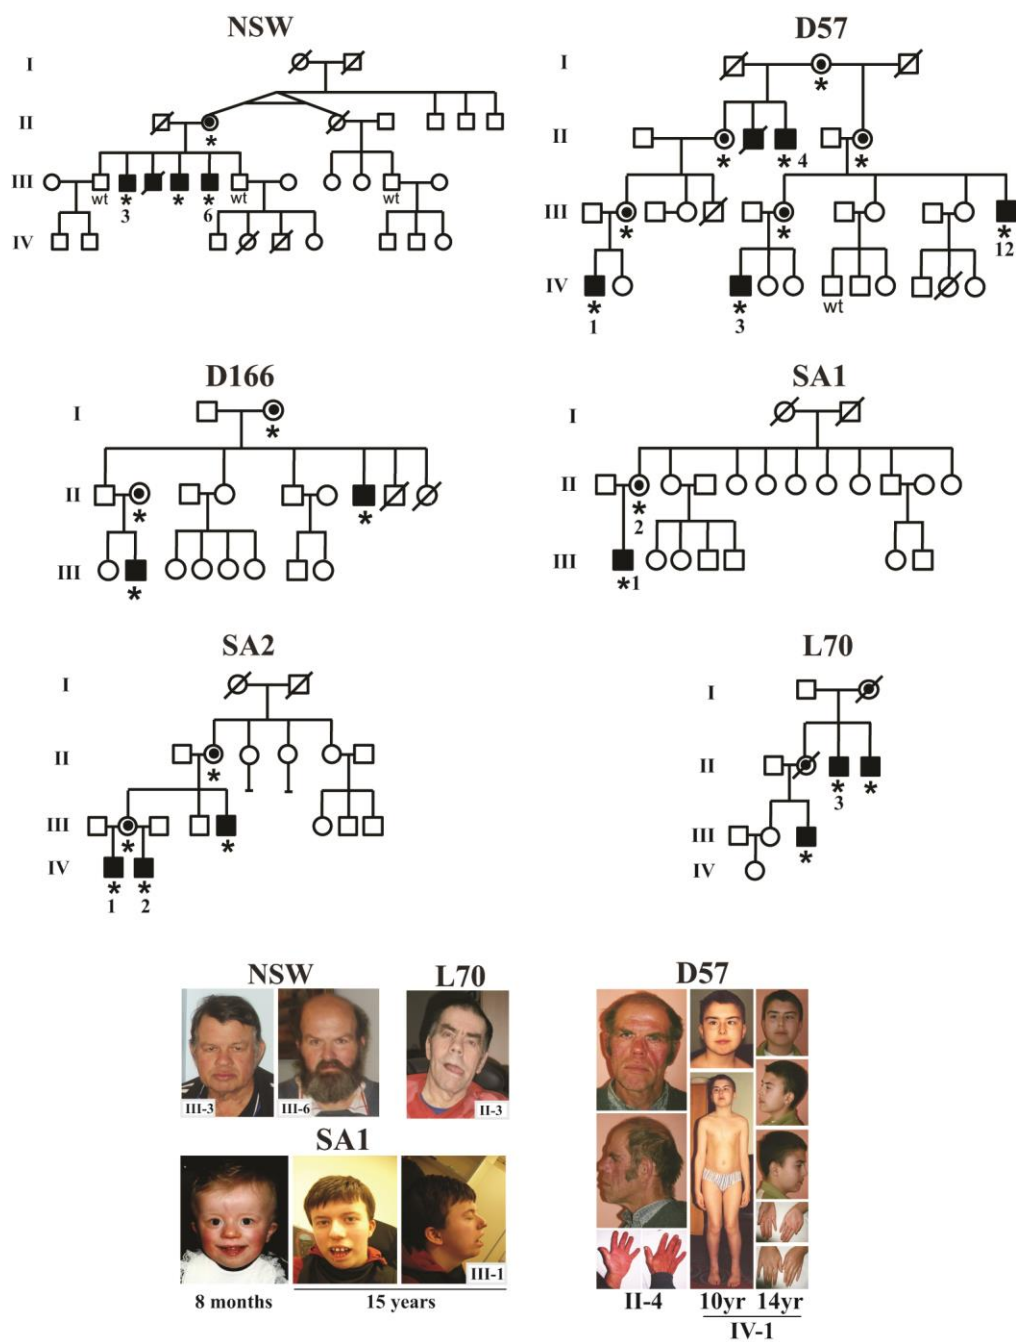 NSW
I
II
*
III
wt * * * wt wt
3 6
IV
D57
I
*
II
* * 4 *
III
* * *
12
IV
* * wt
1 3
D166
I
*
II
* *
III
*
SA1
I
II
*
2
III
*1
SA2
I
II
*
III
* *
IV
* *
1 2
L70
I
II
* *
3
III
*
IV
NSW
III-3 III-6
L70
II-3
SA1
III-1
8 months 15 years
D57
II-4 10yr 14yr
IV-1